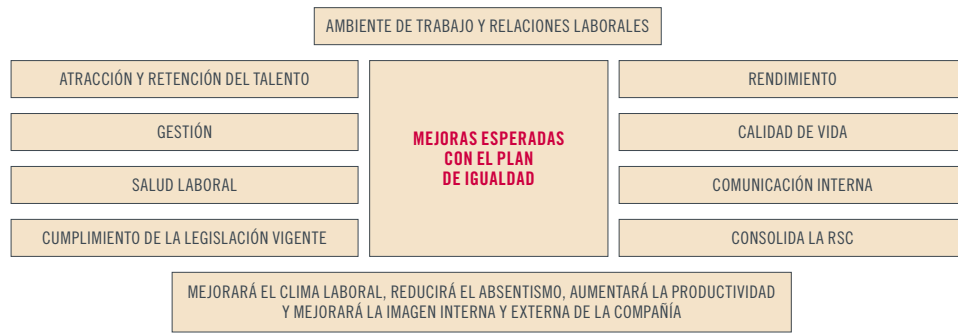 AMBIENTE DE TRABAJO Y RELACIONES LABORALES
ATRACCIÓN Y RETENCIÓN DEL TALENTO
GESTIÓN
SALUD LABORAL
CUMPLIMIENTO DE LA LEGISLACIÓN VIGENTE
MEJORAS ESPERADAS
CON EL PLAN
DE IGUALDAD
RENDIMIENTO
CALIDAD DE VIDA
COMUNICACIÓN INTERNA
CONSOLIDA LA RSC
MEJORARÁ EL CLIMA LABORAL, REDUCIRÁ EL ABSENTISMO, AUMENTARÁ LA PRODUCTIVIDAD
Y MEJORARÁ LA IMAGEN INTERNA Y EXTERNA DE LA COMPAÑÍA